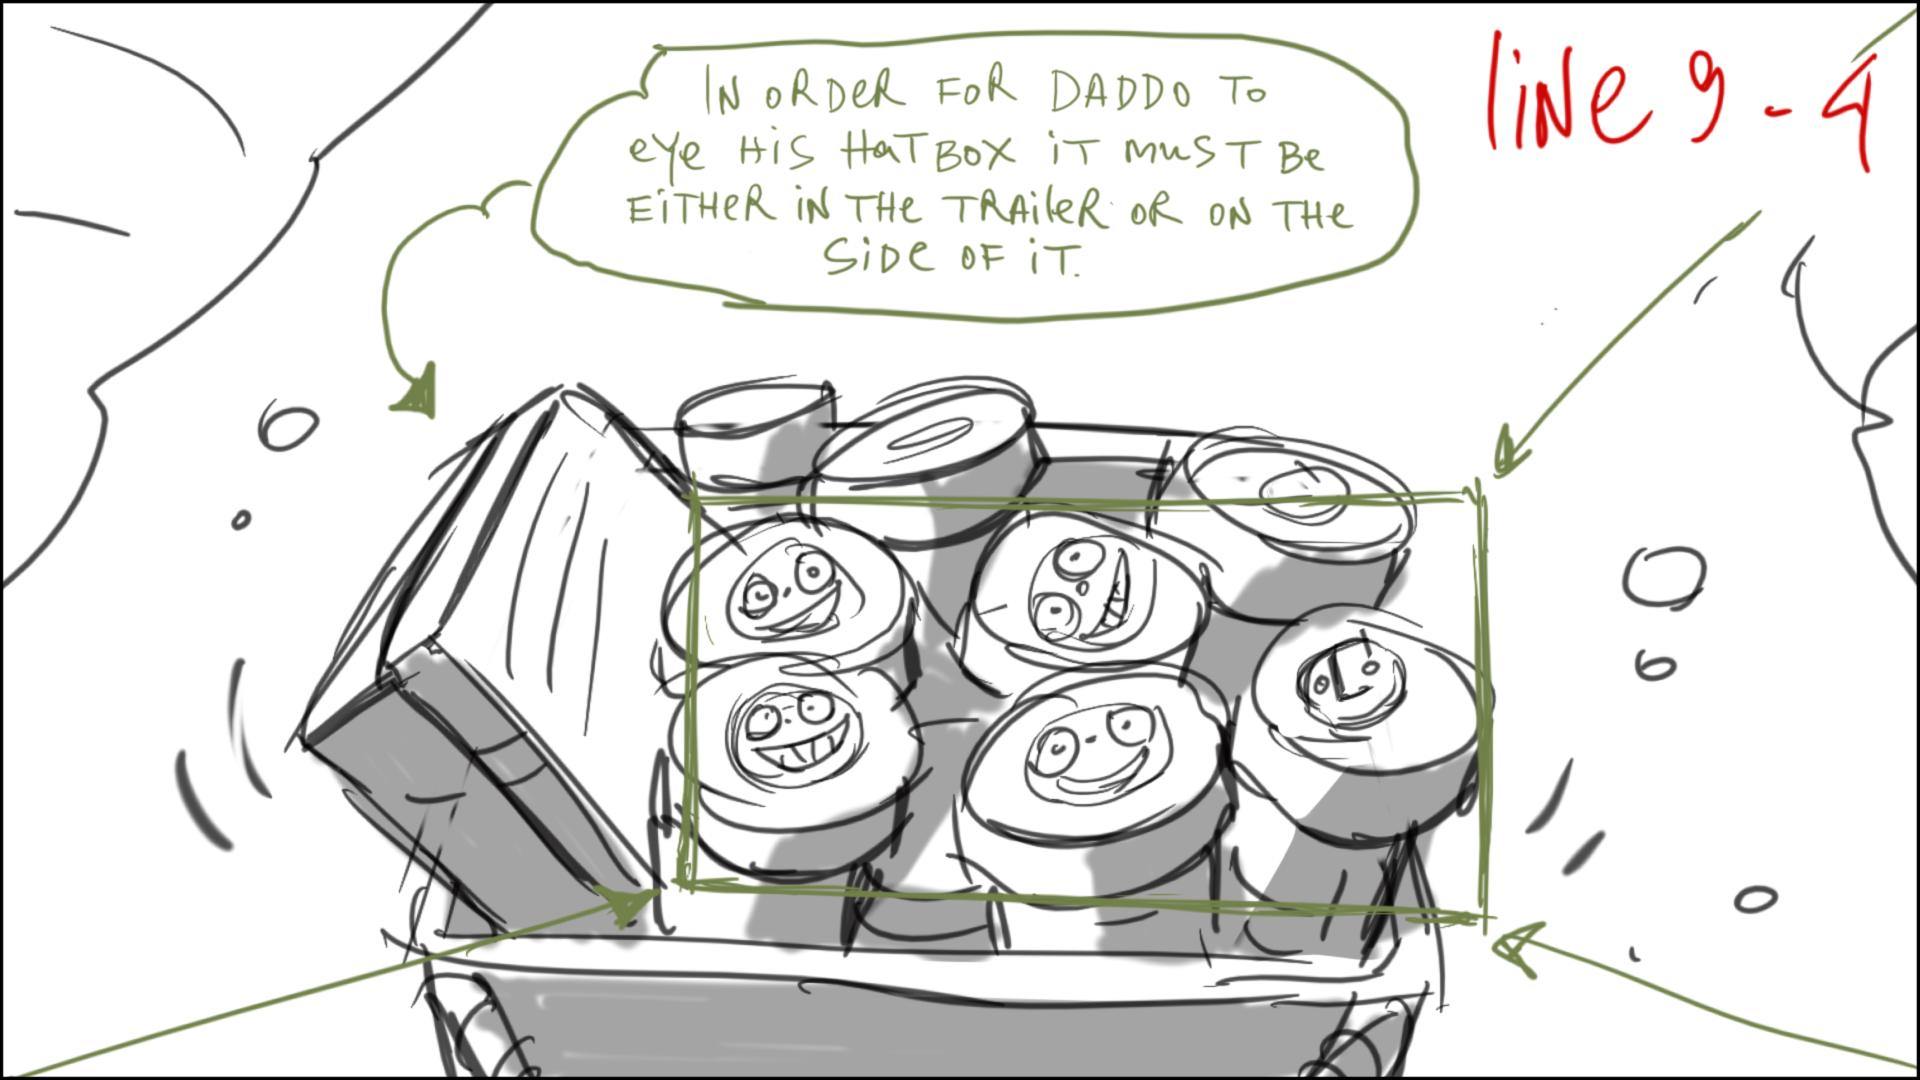 IN ORDER FOR DADDO TO
eye HiS HaTBOX iT muST Be
EiTHER iN THe TRAiLeR OR ON THe
SiDe OF iT.
liNe 9-4